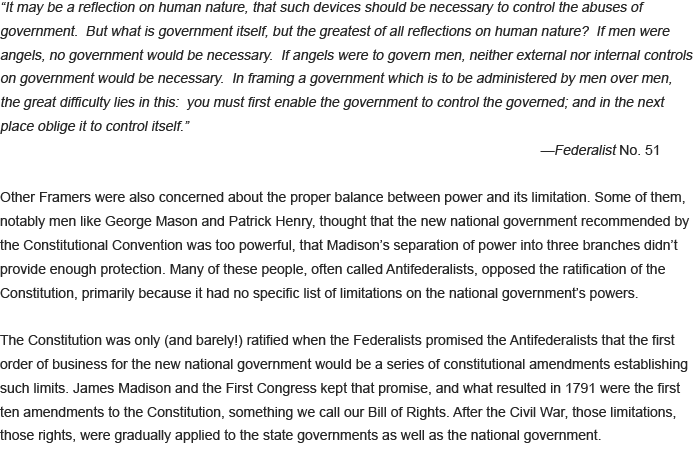 “It may be a reflection on human nature, that such devices should be necessary to control the abuses of
government.  But what is government itself, but the greatest of all reflections on human nature?  If men were
angels, no government would be necessary.  If angels were to govern men, neither external nor internal controls
on government would be necessary.  In framing a government which is to be administered by men over men,
the great difficulty lies in this:  you must first enable the government to control the governed; and in the next
place oblige it to control itself.”
—Federalist No. 51
Other Framers were also concerned about the proper balance between power and its limitation. Some of them,
notably men like George Mason and Patrick Henry, thought that the new national government recommended by
the Constitutional Convention was too powerful, that Madison’s separation of power into three branches didn’t
provide enough protection. Many of these people, often called Antifederalists, opposed the ratification of the
Constitution, primarily because it had no specific list of limitations on the national government’s powers.
The Constitution was only (and barely!) ratified when the Federalists promised the Antifederalists that the first
order of business for the new national government would be a series of constitutional amendments establishing
such limits. James Madison and the First Congress kept that promise, and what resulted in 1791 were the first
ten amendments to the Constitution, something we call our Bill of Rights. After the Civil War, those limitations,
those rights, were gradually applied to the state governments as well as the national government.